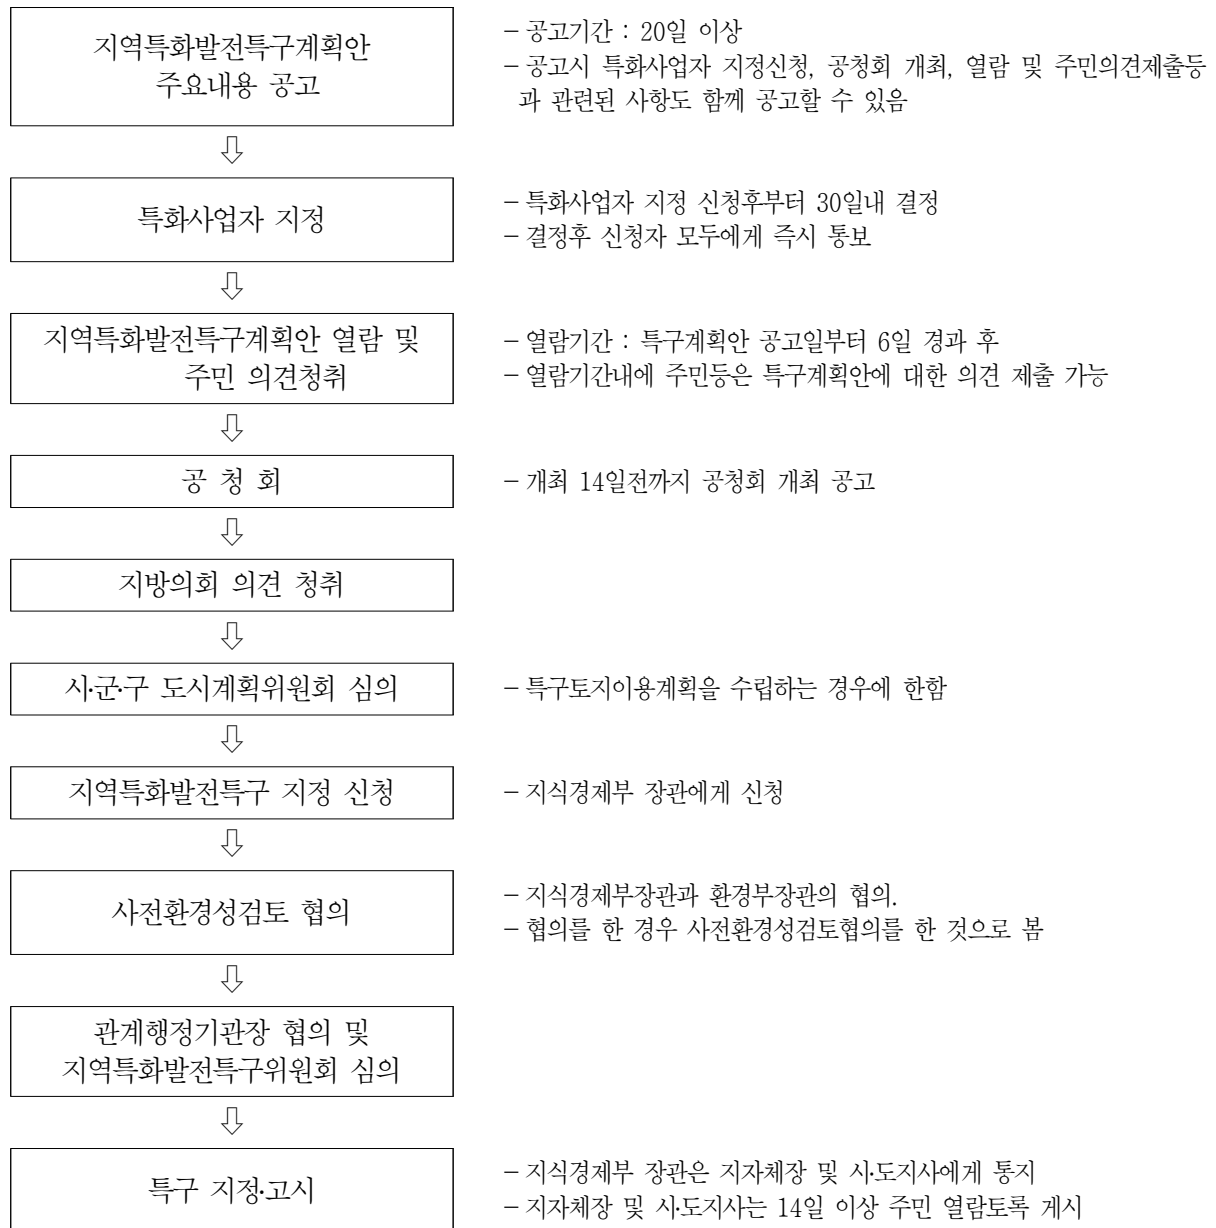 지역특화발전특구계획안
주요내용 공고
- 공고기간 : 20일 이상
- 공고시 특화사업자 지정신청, 공청회 개최, 열람 및 주민의견제출등
과 관련된 사항도 함께 공고할 수 있음
⇩
특화사업자 지정
- 특화사업자 지정 신청후부터 30일내 결정
- 결정후 신청자 모두에게 즉시 통보
⇩
지역특화발전특구계획안 열람 및
주민 의견청취
- 열람기간 : 특구계획안 공고일부터 6일 경과 후
- 열람기간내에 주민등은 특구계획안에 대한 의견 제출 가능
⇩
공 청 회
- 개최 14일전까지 공청회 개최 공고
⇩
지방의회 의견 청취
⇩
시·군·구 도시계획위원회 심의
- 특구토지이용계획을 수립하는 경우에 한함
⇩
지역특화발전특구 지정 신청
- 지식경제부 장관에게 신청
⇩
사전환경성검토 협의
- 지식경제부장관과 환경부장관의 협의.
- 협의를 한 경우 사전환경성검토협의를 한 것으로 봄
⇩
관계행정기관장 협의 및
지역특화발전특구위원회 심의
⇩
특구 지정·고시
- 지식경제부 장관은 지자체장 및 시·도지사에게 통지
- 지자체장 및 시·도지사는 14일 이상 주민 열람토록 게시